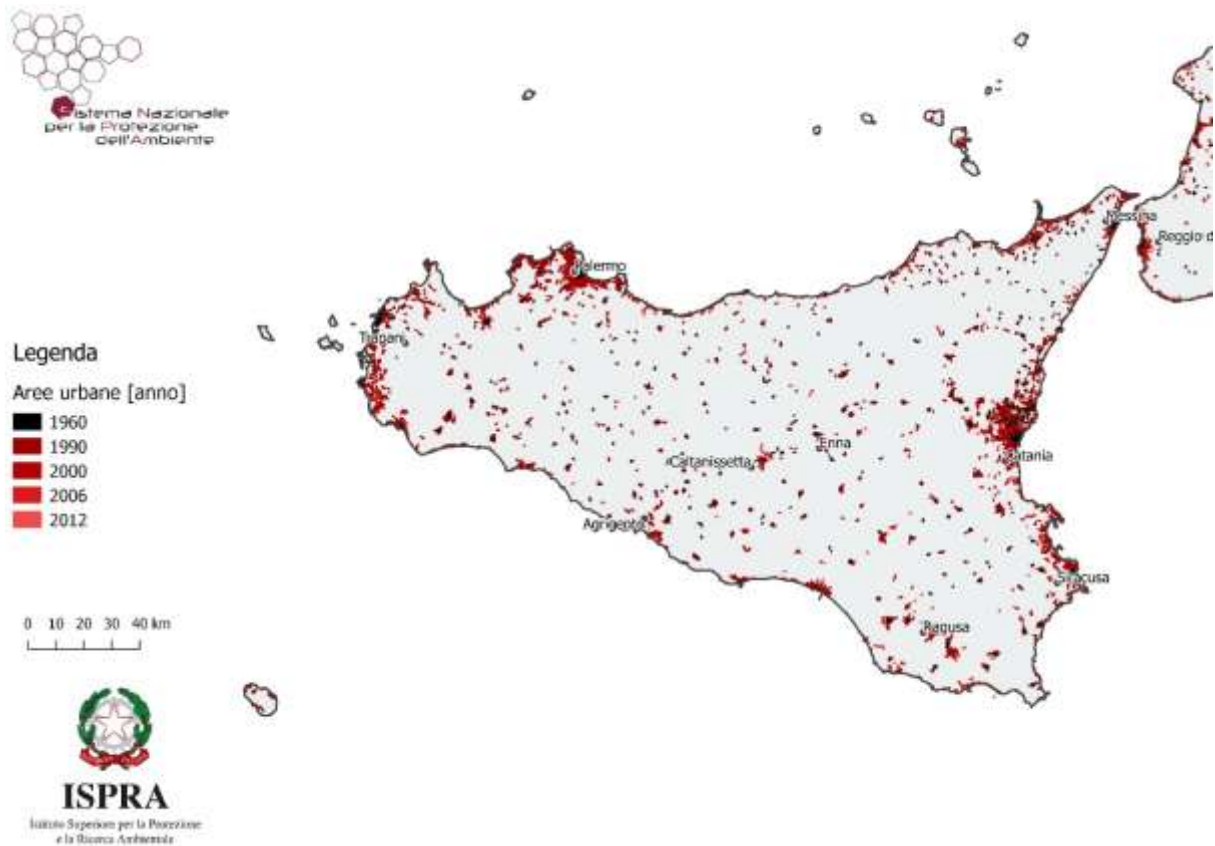 Sistema Nazionale
per la Protezione
dell'Ambiente
Messina
Reggio d
Palermo
Trapani
Legenda
Aree urbane [anno]
1960
1990
2000
2006
2012
Enna
Caltanissetta
Catania
Agrigento
Siracusa
Ragusa
0 10 20 30 40 km
ISPRA
Istituto Superiore per la Protezione
e la Ricerca Ambientale